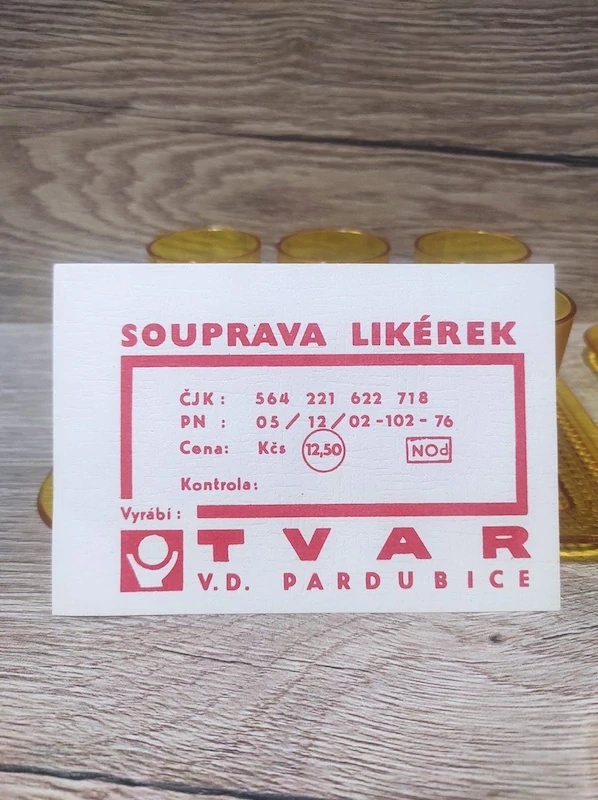 SOUPRAVA LIKÉREK
ČJK: 564 221 622 718
PN : 05/12/02-102-76
Cena: Kčs 12,50 NOd
Kontrola:
Vyrábí:
TVAR
V.D. PARDUBICE